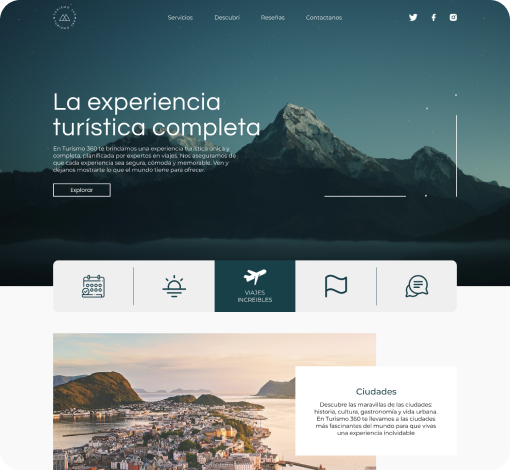 Servicios
Descubri
Reseñas
Contactanos
La experiencia
turística completa
En Turismo 360 te brindamos una experiencia turística única y
completa, planificada por expertos en viajes. Nos aseguramos de
que cada experiencia sea segura, cómoda y memorable. Ven y
déjanos mostrarte lo que el mundo tiene para ofrecer.
Explorar
VIAJES
INCREIBLES
Ciudades
Descubre las maravillas de las ciudades:
historia, cultura, gastronomía y vida urbana.
En Turismo 360 te llevamos a las ciudades
más fascinantes del mundo para que vivas
una experiencia inolvidable